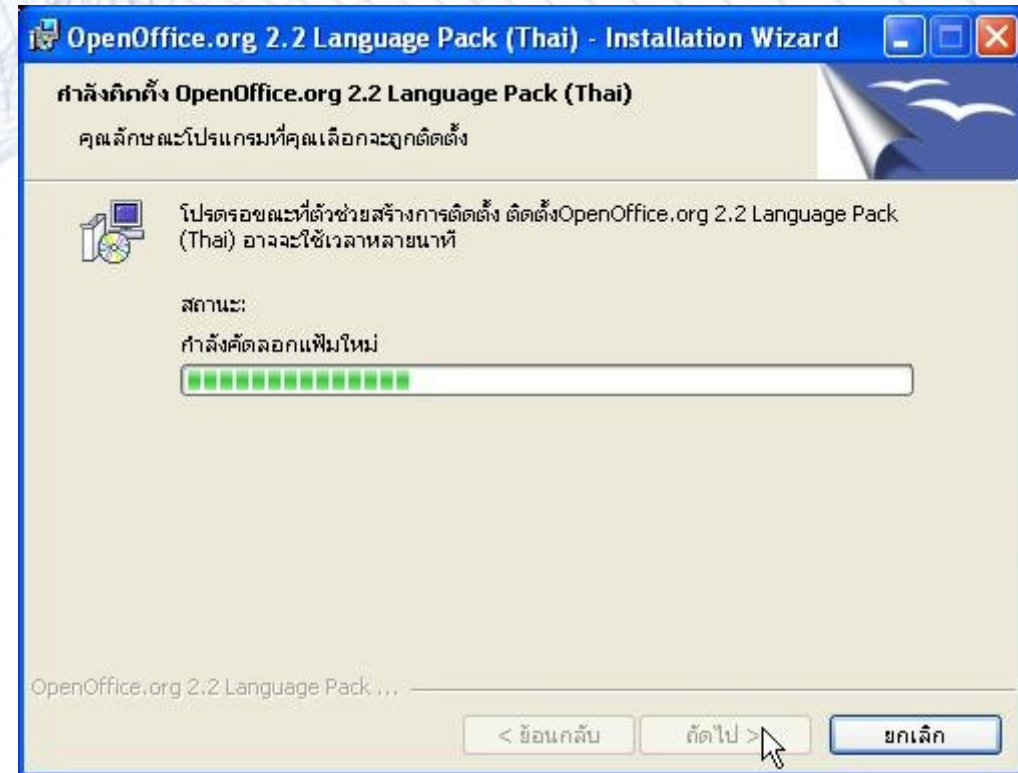 OpenOffice.org 2.2 Language Pack (Thai) - Installation Wizard
กำลังติดตั้ง OpenOffice.org 2.2 Language Pack (Thai)
คุณลักษณะโปรแกรมที่คุณเลือกจะถูกติดตั้ง
โปรดรอขณะที่ตัวช่วยสร้างการติดตั้ง ติดตั้งOpenOffice.org 2.2 Language Pack
(Thai) อาจจะใช้เวลาหลายนาที
สถานะ:
กำลังคัดลอกแฟ้มใหม่
OpenOffice.org 2.2 Language Pack ...
< ย้อนกลับ
ถัดไป >
ยกเลิก